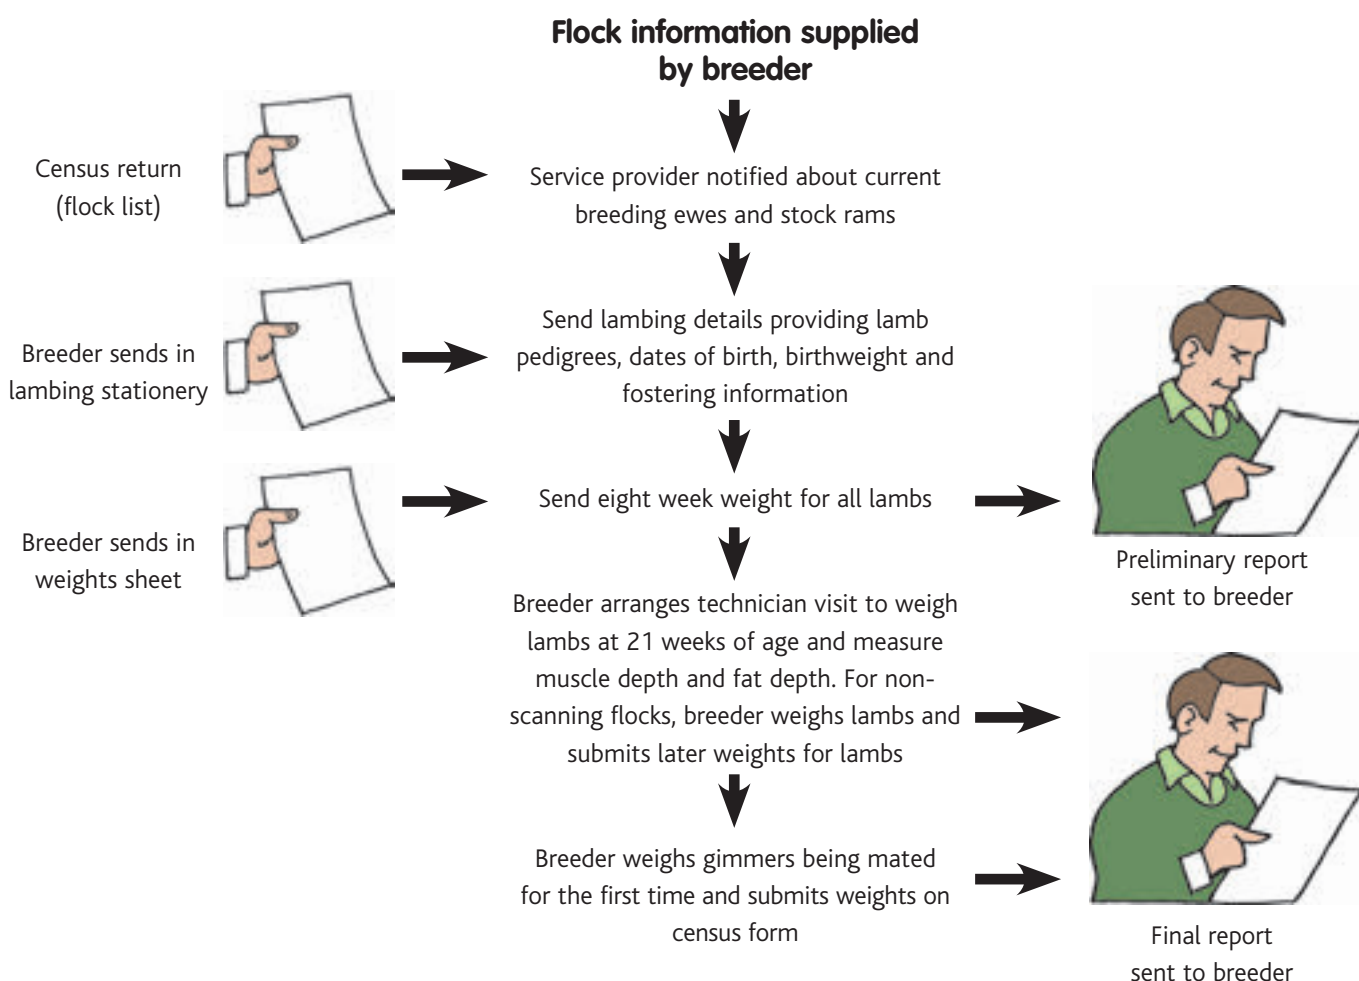 Flock information supplied
by breeder
Census return
(flock list)
Service provider notified about current
breeding ewes and stock rams
Breeder sends in
lambing stationery
Send lambing details providing lamb
pedigrees, dates of birth, birthweight and
fostering information
Breeder sends in
weights sheet
Send eight week weight for all lambs
Preliminary report
sent to breeder
Breeder arranges technician visit to weigh
lambs at 21 weeks of age and measure
muscle depth and fat depth. For non-
scanning flocks, breeder weighs lambs and
submits later weights for lambs
Breeder weighs gimmers being mated
for the first time and submits weights on
census form
Final report
sent to breeder